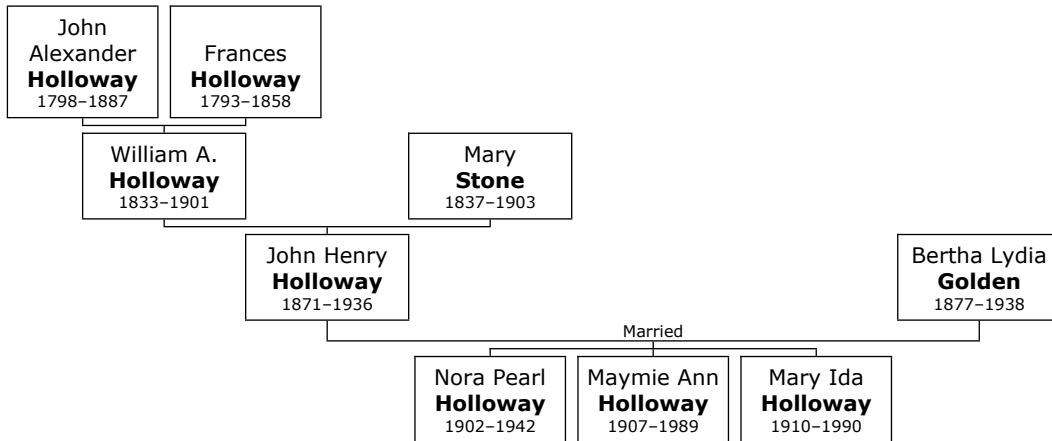 John
Alexander
Holloway
1798–1887
Frances
Holloway
1793–1858
William A.
Holloway
1833–1901
Mary
Stone
1837–1903
John Henry
Holloway
1871–1936
Bertha Lydia
Golden
1877–1938
Married
Nora Pearl
Holloway
1902–1942
Maymie Ann
Holloway
1907–1989
Mary Ida
Holloway
1910–1990